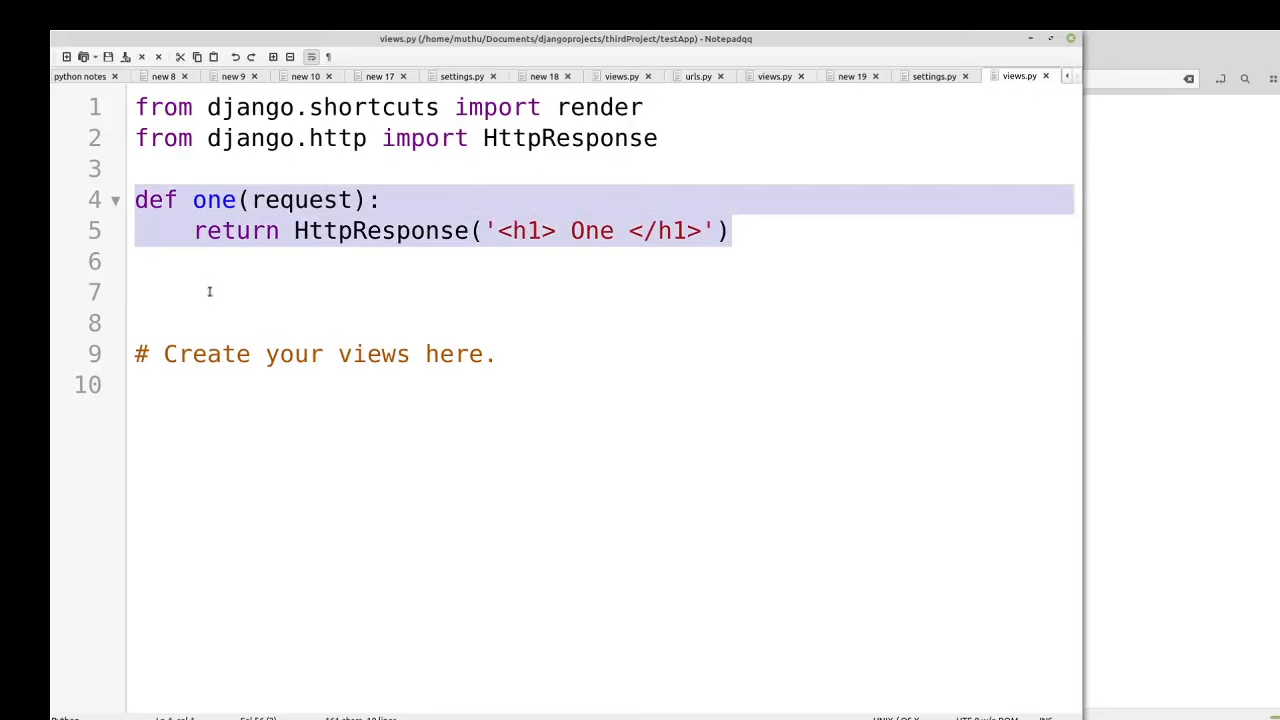 views.py (/home/muthu/Documents/djangoprojects/thirdProject/testApp) - Notepadqq
python notes new 8 new 9 new 10 new 17 settings.py new 18 views.py urls.py views.py new 19 settings.py views.py
1 from django.shortcuts import render
2 from django.http import HttpResponse
3
4 def one(request):
5     return HttpResponse('<h1> One </h1>')
6
7
8
9 # Create your views here.
10